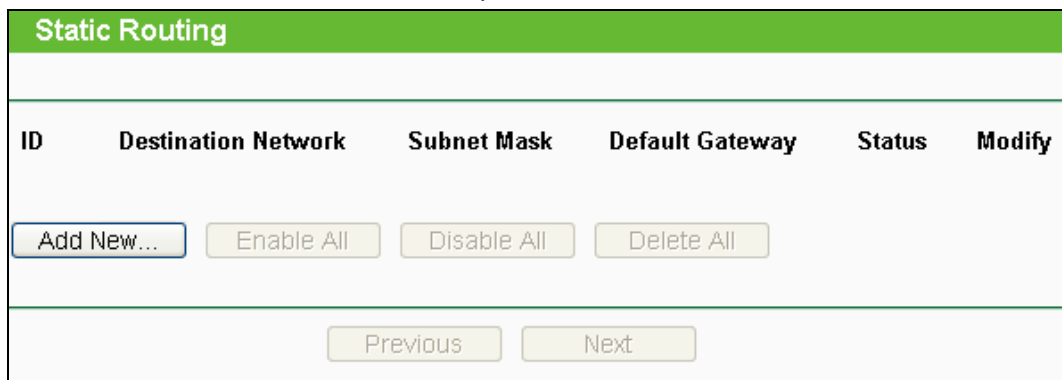 Static Routing
ID Destination Network Subnet Mask Default Gateway Status Modify
Add New... Enable All Disable All Delete All
Previous Next